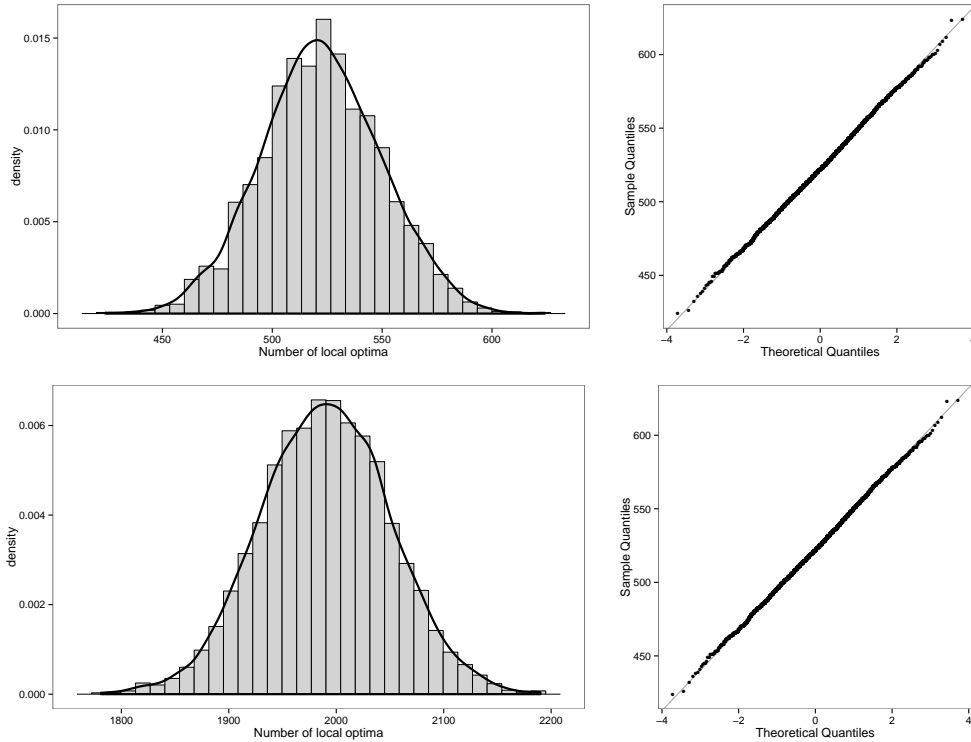 density
0.015
0.010
0.005
0.000
450 500 550 600
Number of local optima
Sample Quantiles
600
550
500
450
−4 −2 0 2 4
Theoretical Quantiles
density
0.006
0.004
0.002
0.000
1800 1900 2000 2100 2200
Number of local optima
Sample Quantiles
600
550
500
450
−4 −2 0 2 4
Theoretical Quantiles